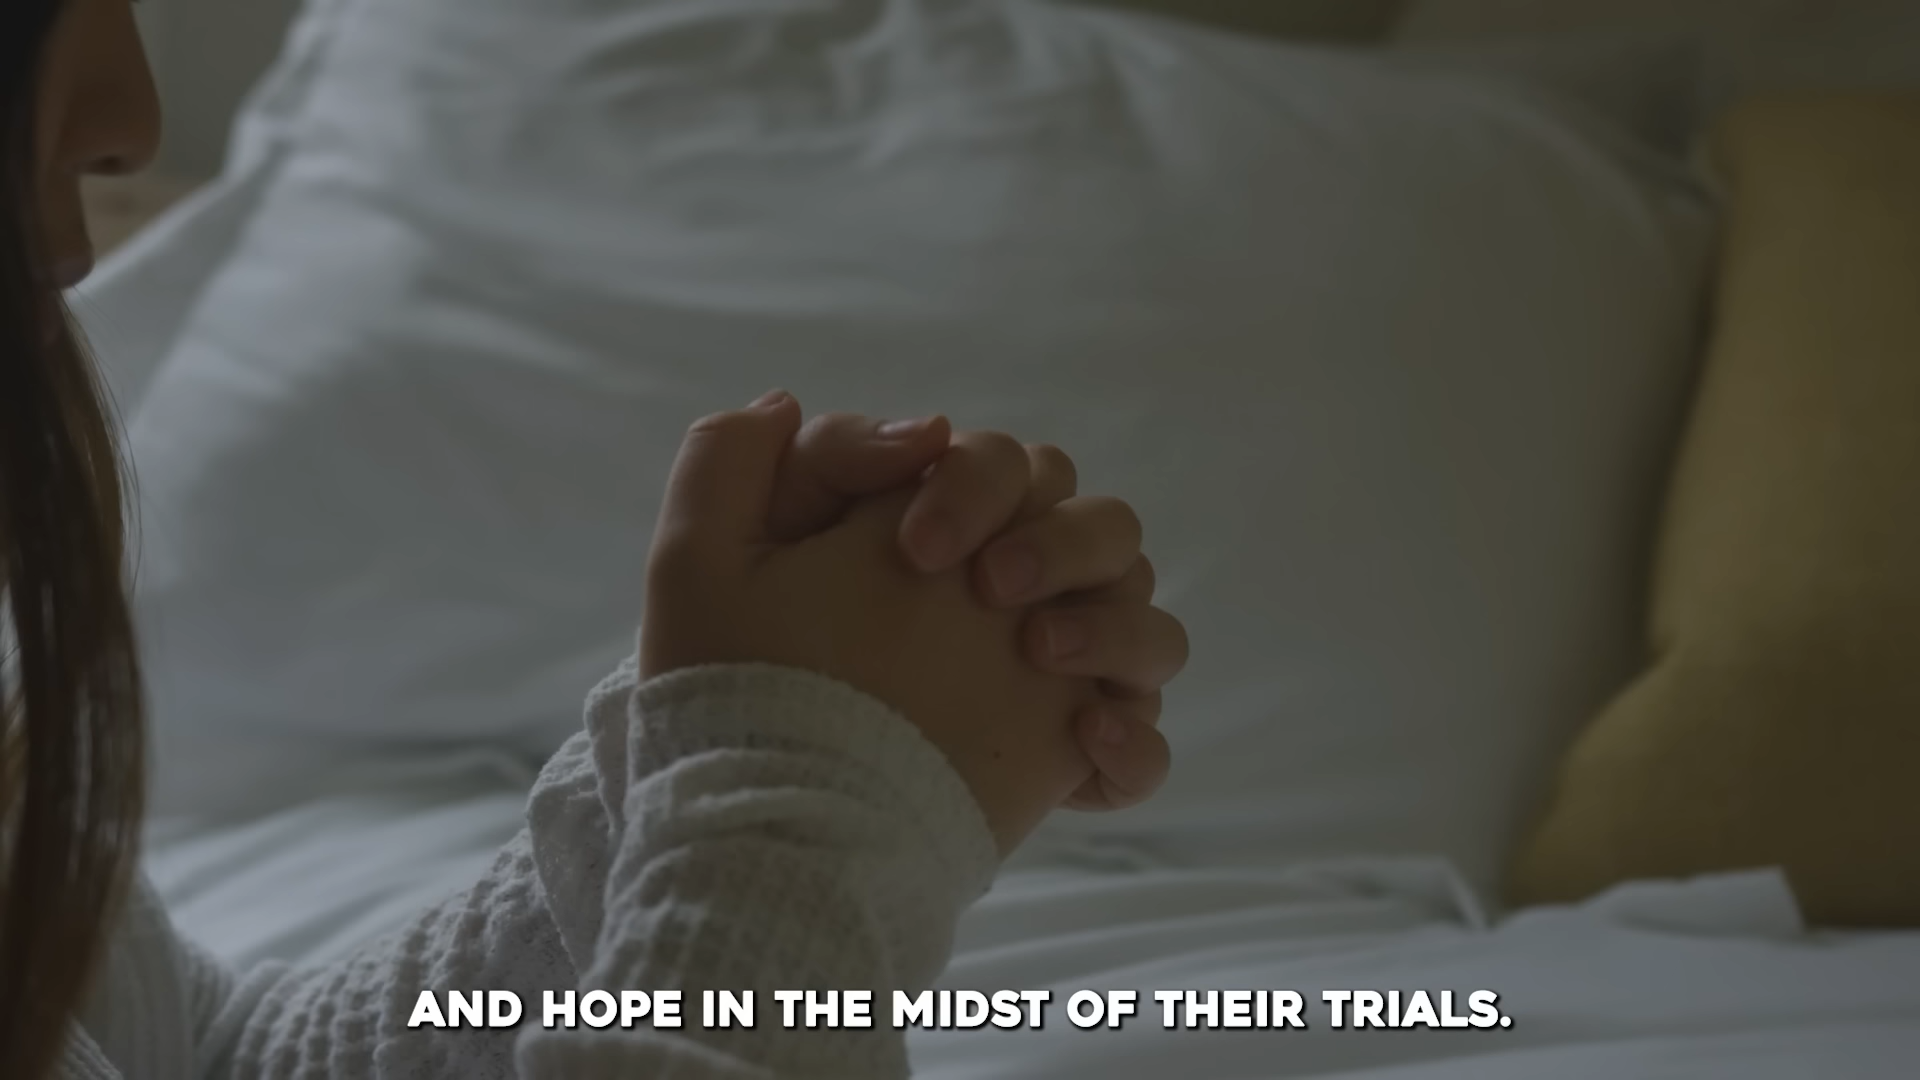 AND HOPE IN THE MIDST OF THEIR TRIALS.